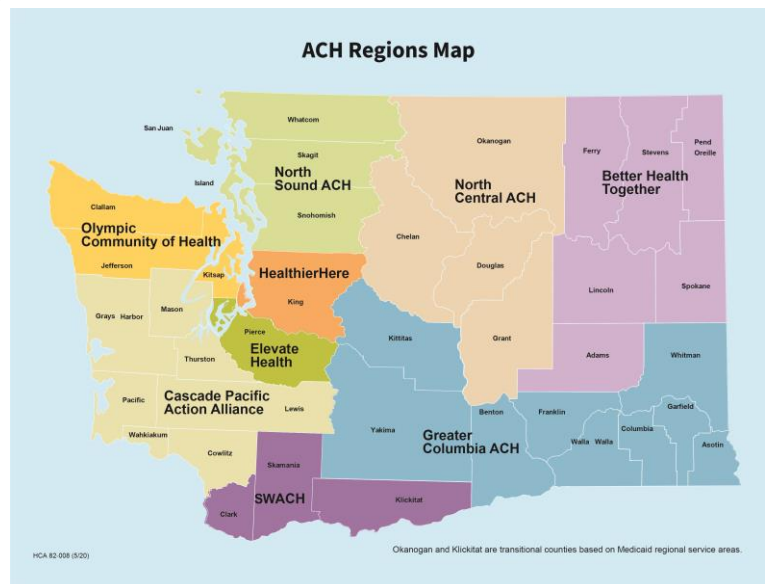 ACH Regions Map
Whatcom
San Juan
Okanogan
Skagit
Ferry
Stevens
Pend
Oreille
North
Sound ACH
Island
North
Central ACH
Better Health
Together
Clallam
Snohomish
Olympic
Community of Health
Chelan
Jefferson
Kitsap
HealthierHere
Douglas
Lincoln
Spokane
King
Mason
Grays Harbor
Pierce
Kittitas
Grant
Elevate
Health
Thurston
Adams
Whitman
Cascade Pacific
Action Alliance
Pacific
Lewis
Benton
Franklin
Garfield
Yakima
Greater
Columbia ACH
Columbia
Wahkiakum
Walla Walla
Asotin
Cowlitz
Skamania
SWACH
Klickitat
Clark
HCA 82-008 (5/20)
Okanogan and Klickitat are transitional counties based on Medicaid regional service areas.